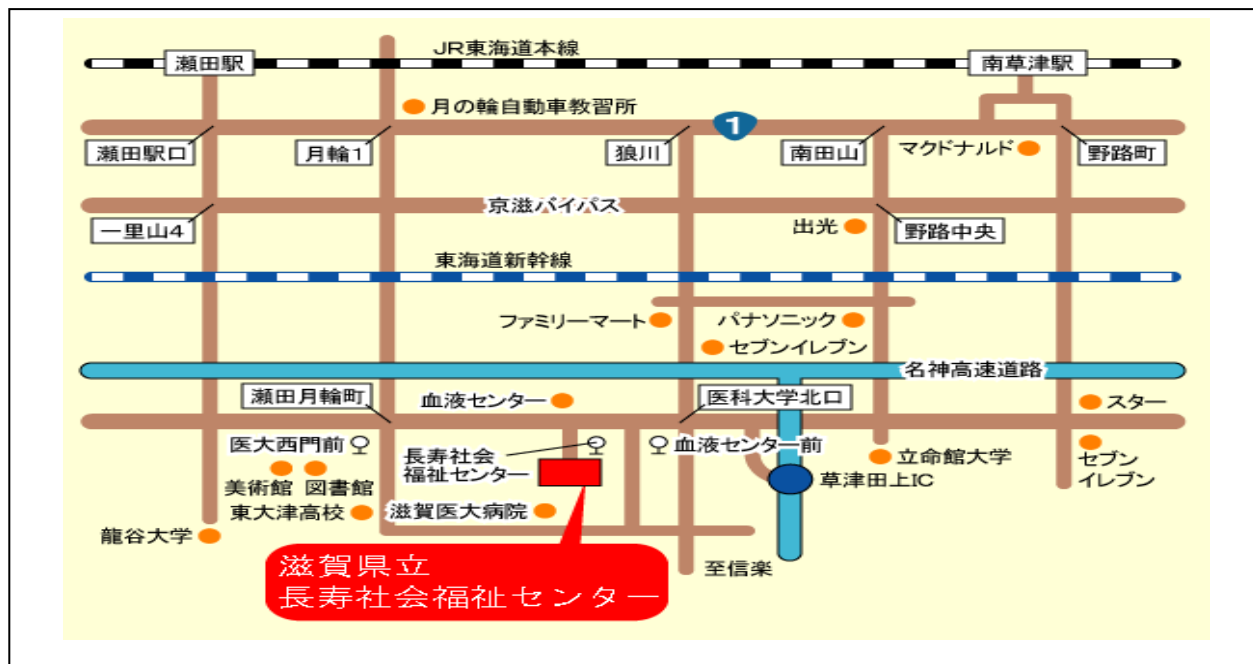 JR東海道本線
瀬田駅
南草津駅
月の輪自動車教習所
1
瀬田駅口
月輪1
狼川
南田山
マクドナルド
野路町
京滋バイパス
一里山4
出光
野路中央
東海道新幹線
ファミリーマート
パナソニック
セブンイレブン
名神高速道路
瀬田月輪町
血液センター
医科大学北口
スター
医大西門前
長寿社会
福祉センター
血液センター前
立命館大学
セブン
イレブン
美術館
図書館
草津田上IC
東大津高校
滋賀医大病院
龍谷大学
至信楽
滋賀県立
長寿社会福祉センター